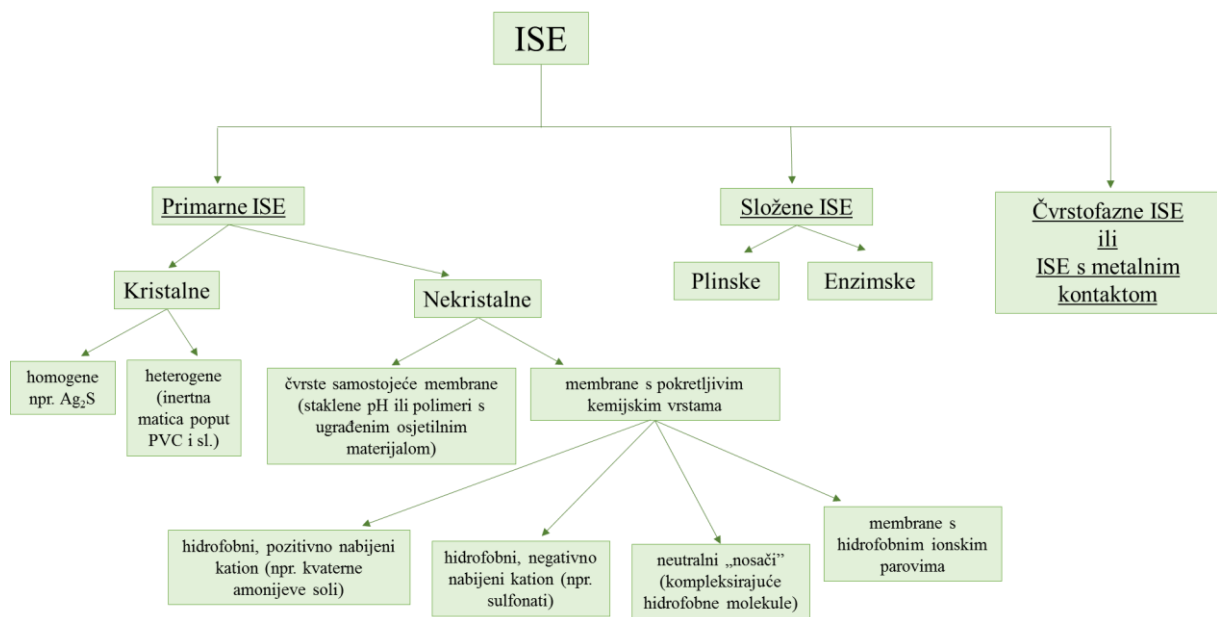 ISE
Primarne ISE
Složene ISE
Čvrstofazne ISE
ili
ISE s metalnim
kontaktom
Kristalne
Nekristalne
Plinske
Enzimske
homogene
npr. Ag₂S
heterogene
(inertna
matica poput
PVC i sl.)
čvrste samostojeće membrane
(staklene pH ili polimeri s
ugrađenim osjetilnim
materijalom)
membrane s pokretljivim
kemijskim vrstama
hidrofobni, pozitivno nabijeni
kation (npr. kvaterne
amonijeve soli)
hidrofobni, negativno
nabijeni kation (npr.
sulfonati)
neutralni „nosači”
(kompleksirajuće
hidrofobne molekule)
membrane s
hidrofobnim ionskim
parovima